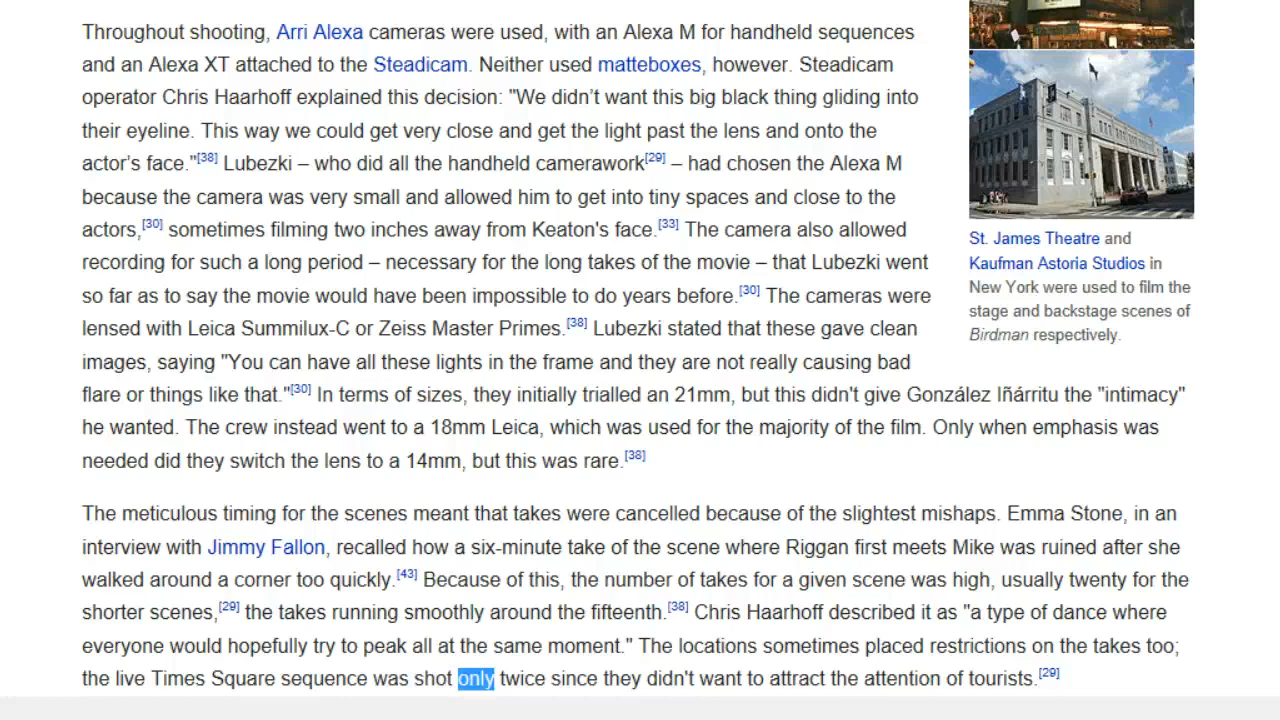 Throughout shooting, Arri Alexa cameras were used, with an Alexa M for handheld sequences
and an Alexa XT attached to the Steadicam. Neither used matteboxes, however. Steadicam
operator Chris Haarhoff explained this decision: "We didn’t want this big black thing gliding into
their eyeline. This way we could get very close and get the light past the lens and onto the
actor’s face."[38] Lubezki – who did all the handheld camerawork[29] – had chosen the Alexa M
because the camera was very small and allowed him to get into tiny spaces and close to the
actors,[30] sometimes filming two inches away from Keaton's face.[33] The camera also allowed
recording for such a long period – necessary for the long takes of the movie – that Lubezki went
so far as to say the movie would have been impossible to do years before.[30] The cameras were
lensed with Leica Summilux-C or Zeiss Master Primes.[38] Lubezki stated that these gave clean
images, saying "You can have all these lights in the frame and they are not really causing bad
flare or things like that."[30] In terms of sizes, they initially trialled an 21mm, but this didn't give González Iñárritu the "intimacy"
he wanted. The crew instead went to a 18mm Leica, which was used for the majority of the film. Only when emphasis was
needed did they switch the lens to a 14mm, but this was rare.[38]
St. James Theatre and
Kaufman Astoria Studios in
New York were used to film the
stage and backstage scenes of
Birdman respectively.
The meticulous timing for the scenes meant that takes were cancelled because of the slightest mishaps. Emma Stone, in an
interview with Jimmy Fallon, recalled how a six-minute take of the scene where Riggan first meets Mike was ruined after she
walked around a corner too quickly.[43] Because of this, the number of takes for a given scene was high, usually twenty for the
shorter scenes,[29] the takes running smoothly around the fifteenth.[38] Chris Haarhoff described it as "a type of dance where
everyone would hopefully try to peak all at the same moment." The locations sometimes placed restrictions on the takes too;
the live Times Square sequence was shot only twice since they didn't want to attract the attention of tourists.[29]